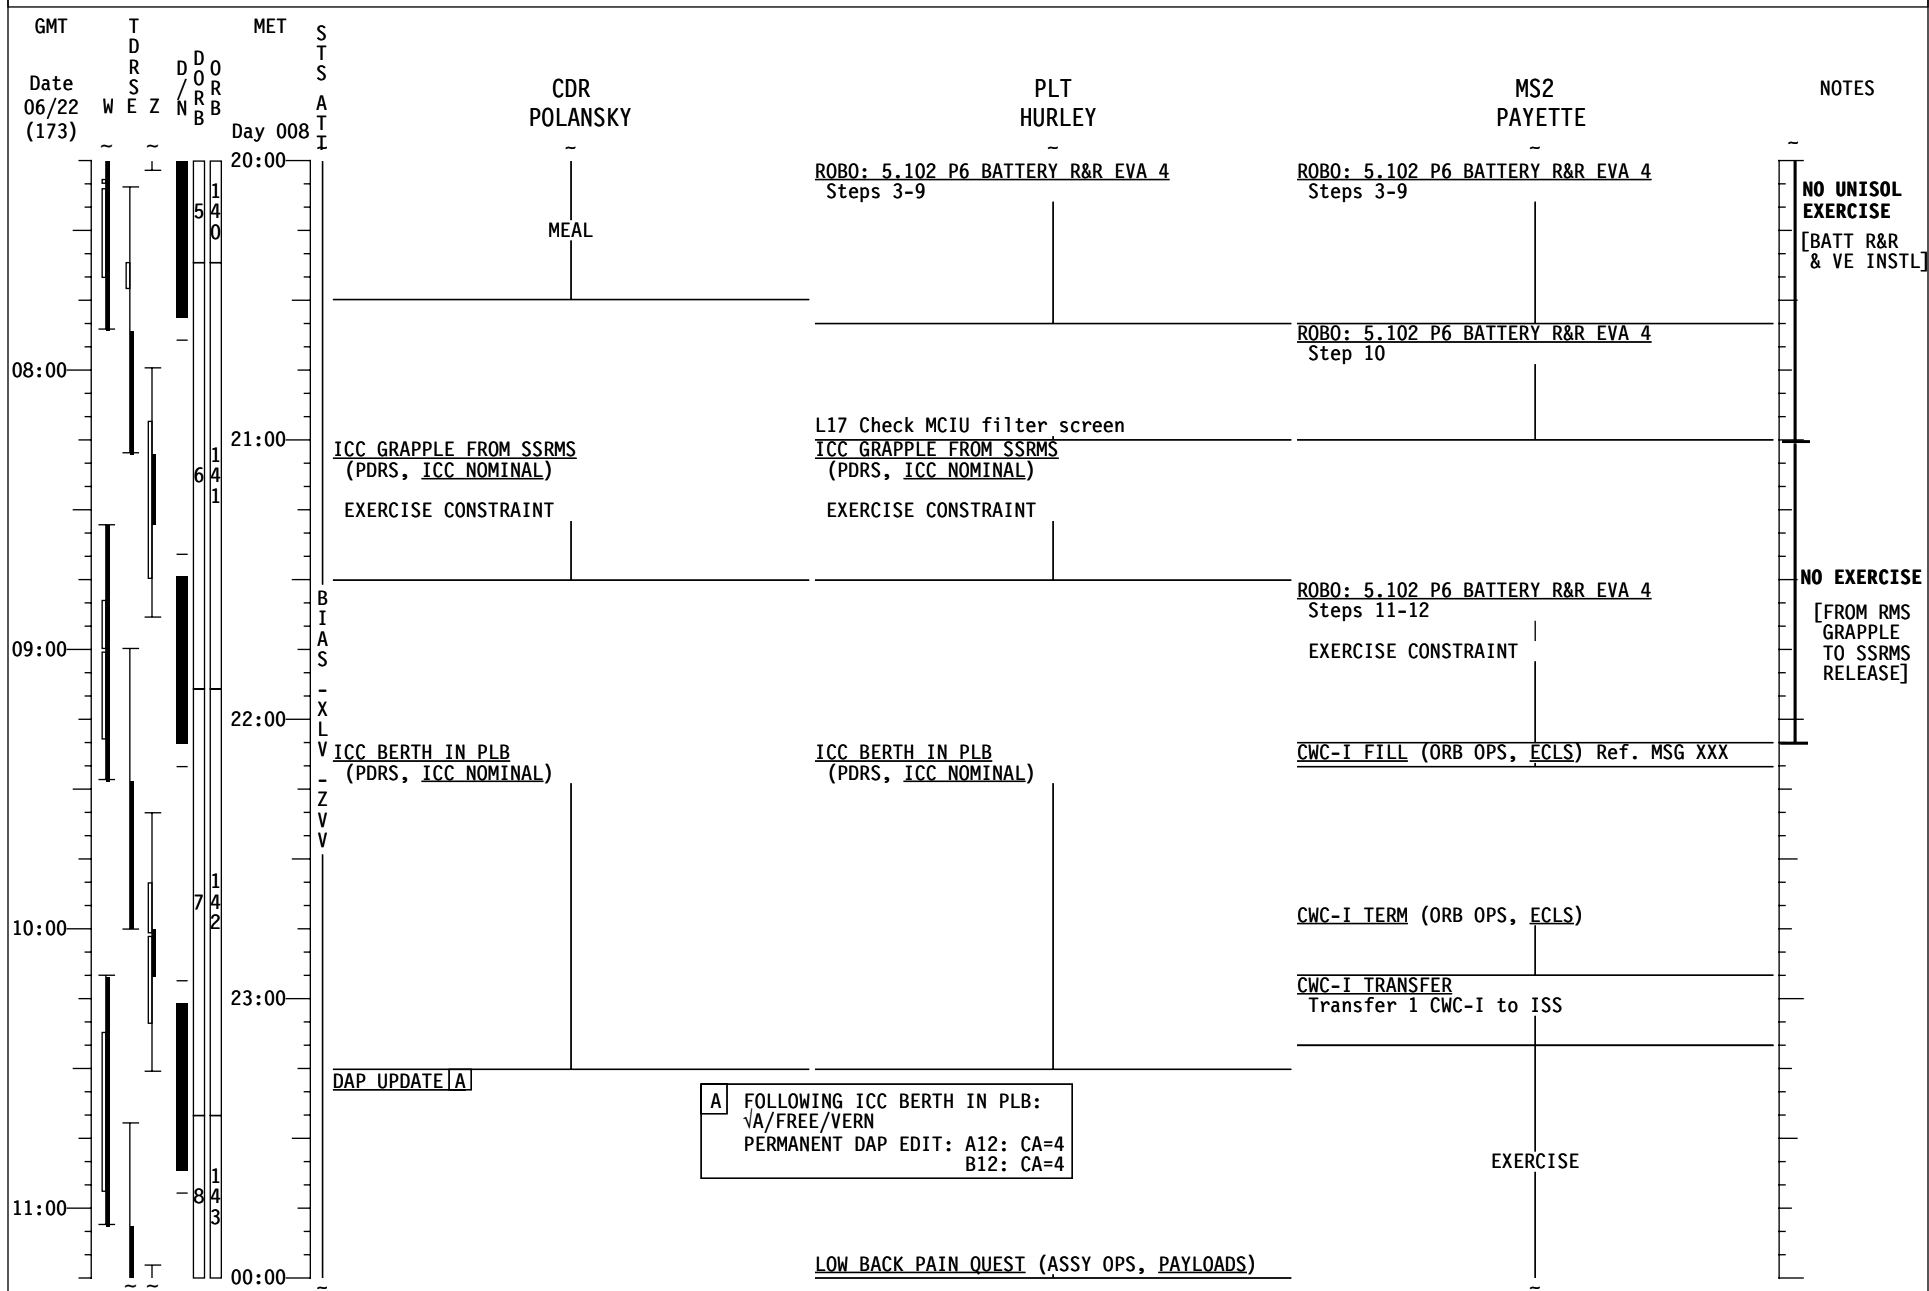 GMT
Date
06/22
(173)
TDRS
W E Z
D/N
DORB
ORB
MET
Day 008
STS ATTI
CDR
POLANSKY
PLT
HURLEY
MS2
PAYETTE
NOTES
20:00
21:00
22:00
23:00
00:00
08:00
09:00
10:00
11:00
5
6
7
8
140
141
142
143
BIAS -XLV -ZVV
MEAL
ICC GRAPPLE FROM SSRMS
(PDRS, ICC NOMINAL)
EXERCISE CONSTRAINT
ICC BERTH IN PLB
(PDRS, ICC NOMINAL)
DAP UPDATE A
ROBO: 5.102 P6 BATTERY R&R EVA 4
Steps 3-9
L17 Check MCIU filter screen
ICC GRAPPLE FROM SSRMS
(PDRS, ICC NOMINAL)
EXERCISE CONSTRAINT
ICC BERTH IN PLB
(PDRS, ICC NOMINAL)
A FOLLOWING ICC BERTH IN PLB:
√A/FREE/VERN
PERMANENT DAP EDIT: A12: CA=4
B12: CA=4
LOW BACK PAIN QUEST (ASSY OPS, PAYLOADS)
ROBO: 5.102 P6 BATTERY R&R EVA 4
Steps 3-9
ROBO: 5.102 P6 BATTERY R&R EVA 4
Step 10
ROBO: 5.102 P6 BATTERY R&R EVA 4
Steps 11-12
EXERCISE CONSTRAINT
CWC-I FILL (ORB OPS, ECLS) Ref. MSG XXX
CWC-I TERM (ORB OPS, ECLS)
CWC-I TRANSFER
Transfer 1 CWC-I to ISS
EXERCISE
NO UNISOL
EXERCISE
[BATT R&R
& VE INSTL]
NO EXERCISE
[FROM RMS
GRAPPLE
TO SSRMS
RELEASE]